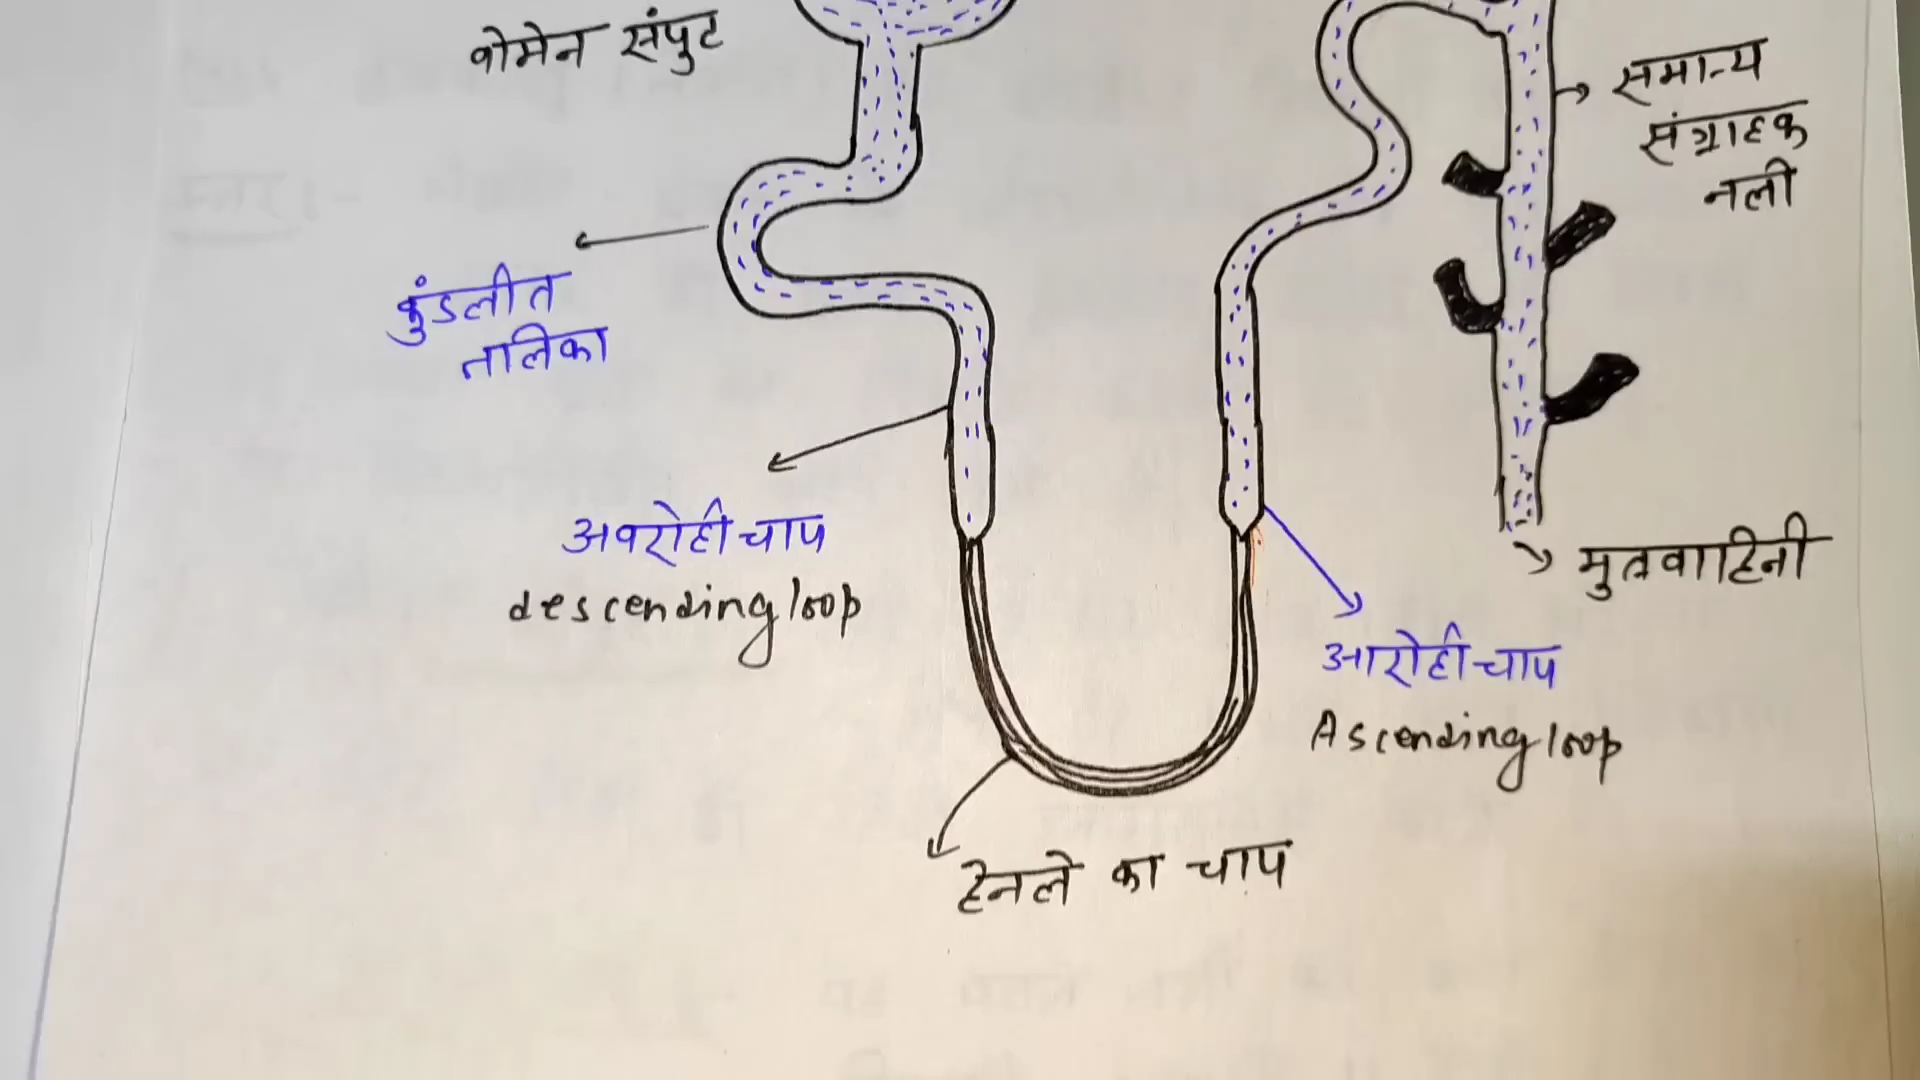 वोमेन संपुट
समान्य
संग्राहक
नली
कुंडलीत
नालिका
अवरोही चाप
descending loop
मुत्रवाहिनी
आरोही चाप
Ascending loop
हेनले का चाप